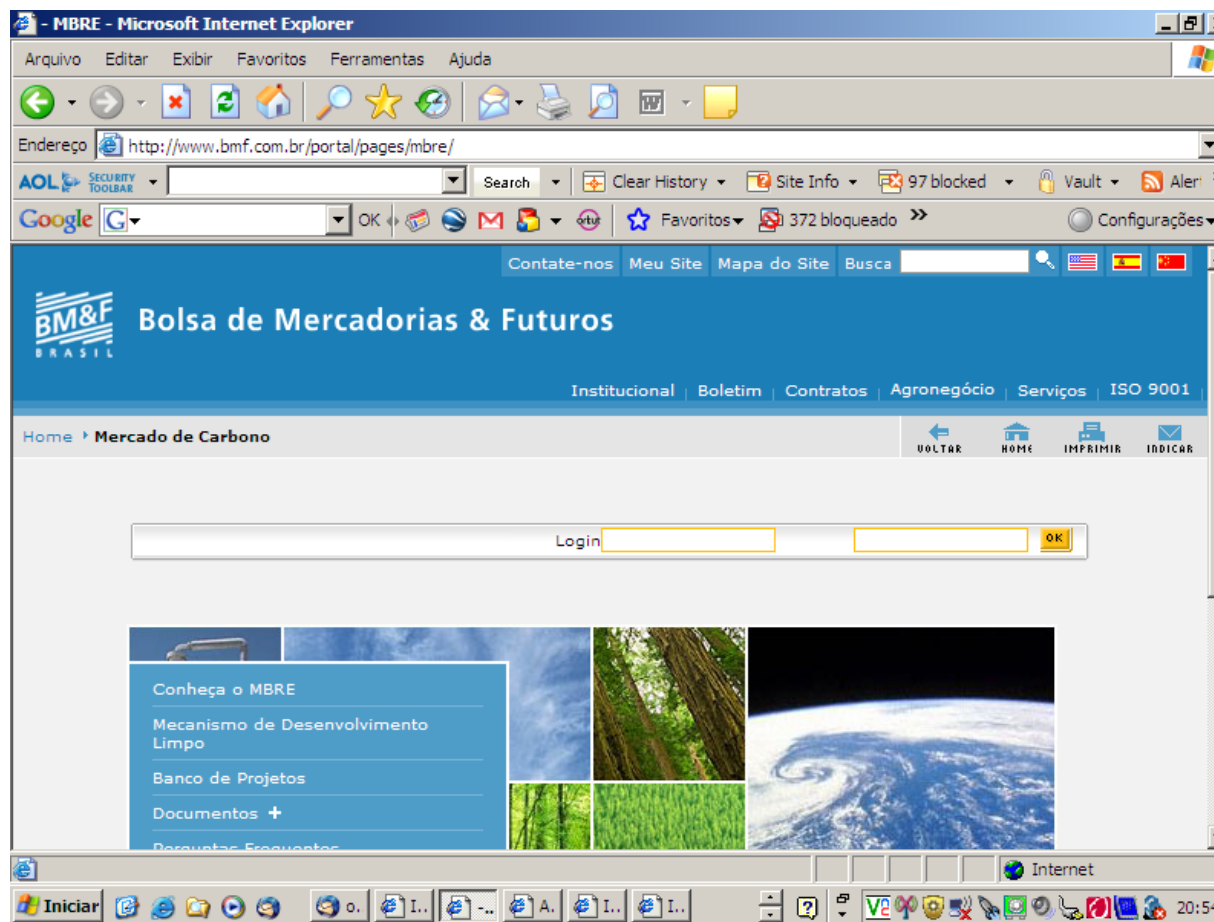 - MBRE - Microsoft Internet Explorer
Arquivo Editar Exibir Favoritos Ferramentas Ajuda
Endereço http://www.bmf.com.br/portal/pages/mbre/
AOL SECURITY TOOLBAR Search Clear History Site Info 97 blocked Vault Aler
Google G OK Favoritos 372 bloqueado » Configurações
Contate-nos Meu Site Mapa do Site Busca
BM&F BRASIL Bolsa de Mercadorias & Futuros
Institucional | Boletim | Contratos | Agronegócio | Serviços | ISO 9001 |
Home Mercado de Carbono VOLTAR HOME IMPRIMIR INDICAR
Login OK
Conheça o MBRE
Mecanismo de Desenvolvimento
Limpo
Banco de Projetos
Documentos +
Perguntas Frequentes
Internet
Iniciar o. I.. -.. A. I.. I.. 20:54